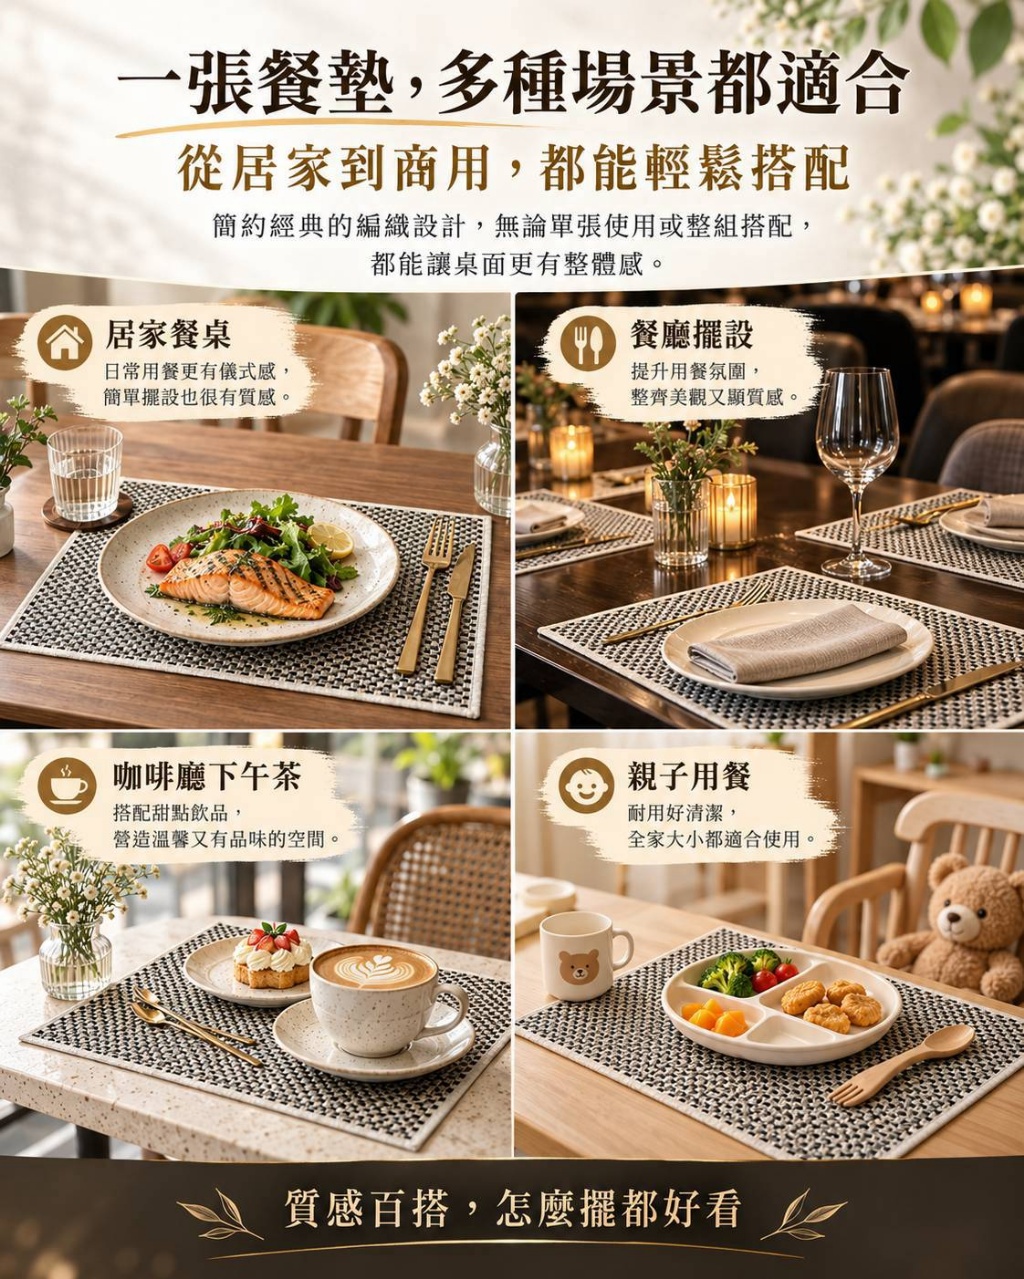 一張餐墊，多種場景都適合
從居家到商用，都能輕鬆搭配
簡約經典的編織設計，無論單張使用或整組搭配，
都能讓桌面更有整體感。
居家餐桌
日常用餐更有儀式感，
簡單擺設也很有質感。
餐廳擺設
提升用餐氛圍，
整齊美觀又顯質感。
咖啡廳下午茶
搭配甜點飲品，
營造溫馨又有品味的空間。
親子用餐
耐用好清潔，
全家大小都適合使用。
質感百搭，怎麼擺都好看